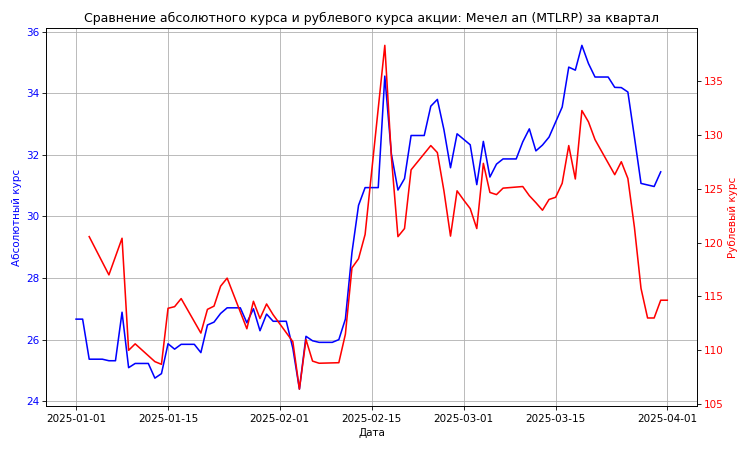 Сравнение абсолютного курса и рублевого курса акции: Мечел ап (MTLRP) за квартал
36
34
32
30
28
26
24
Абсолютный курс
135
130
125
120
115
110
105
Рублевый курс
2025-01-01 2025-01-15 2025-02-01 2025-02-15 2025-03-01 2025-03-15 2025-04-01
Дата